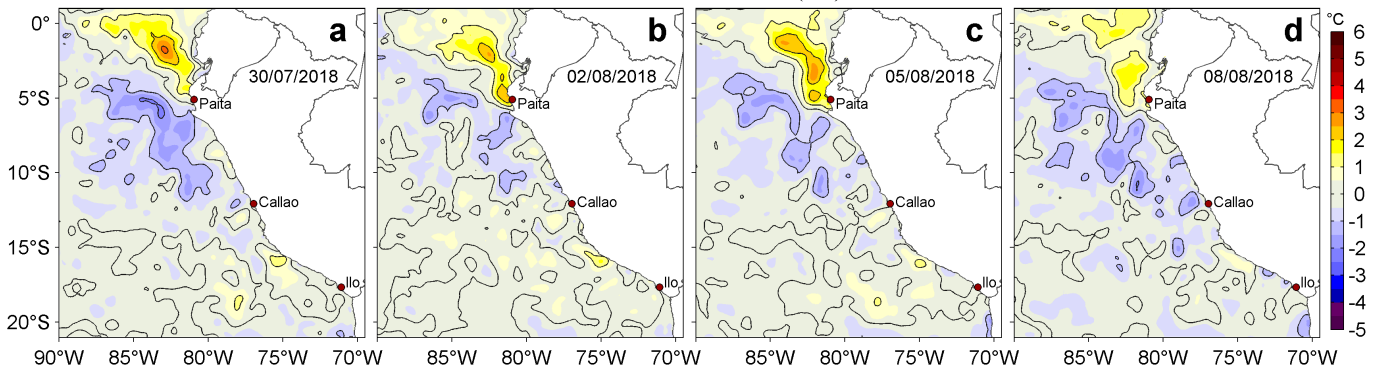 a b c d °C
0° 6
30/07/2018 02/08/2018 05/08/2018 08/08/2018 5
4
3
5°S Paita Paita Paita Paita 2
1
10°S 0
Callao Callao Callao Callao -1
15°S -2
-3
Ilo Ilo Ilo Ilo -4
20°S -5
90°W 85°W 80°W 75°W 70°W 85°W 80°W 75°W 70°W 85°W 80°W 75°W 70°W 85°W 80°W 75°W 70°W